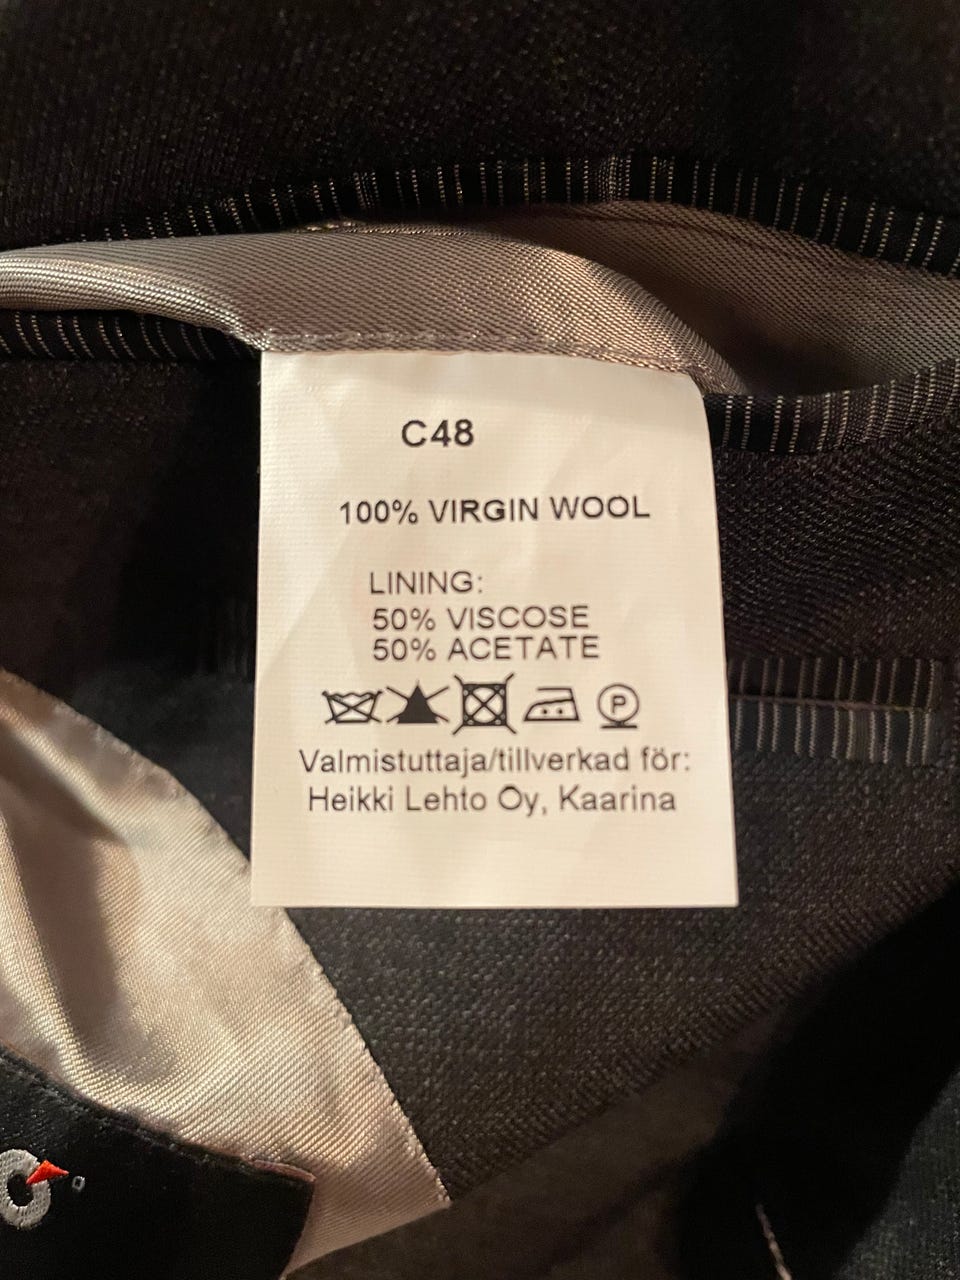 C48
100% VIRGIN WOOL
LINING:
50% VISCOSE
50% ACETATE
P
Valmistuttaja/tillverkad för:
Heikki Lehto Oy, Kaarina